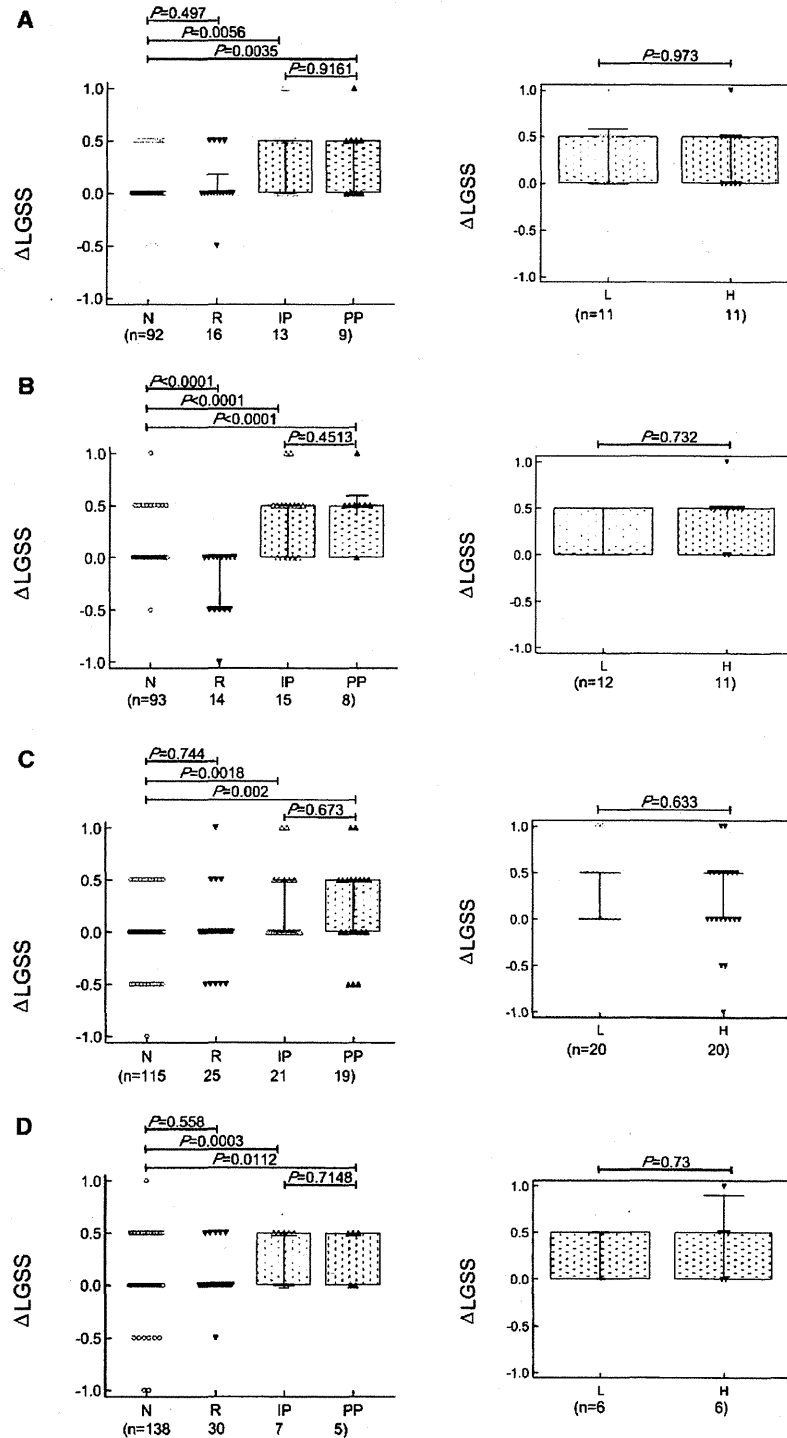 A
P=0.497
P=0.0056
P=0.0035
P=0.9161
1.0
0.5
0.0
-0.5
-1.0
ΔLGSS
N R IP PP
(n=92 16 13 9)
P=0.973
1.0
0.5
0.0
-0.5
-1.0
ΔLGSS
L H
(n=11 11)
B
P<0.0001
P<0.0001
P<0.0001
P=0.4513
1.0
0.5
0.0
-0.5
-1.0
ΔLGSS
N R IP PP
(n=93 14 15 8)
P=0.732
1.0
0.5
0.0
-0.5
-1.0
ΔLGSS
L H
(n=12 11)
C
P=0.744
P=0.0018
P=0.002
P=0.673
1.0
0.5
0.0
-0.5
-1.0
ΔLGSS
N R IP PP
(n=115 25 21 19)
P=0.633
1.0
0.5
0.0
-0.5
-1.0
ΔLGSS
L H
(n=20 20)
D
P=0.558
P=0.0003
P=0.0112
P=0.7148
1.0
0.5
0.0
-0.5
-1.0
ΔLGSS
N R IP PP
(n=138 30 7 5)
P=0.73
1.0
0.5
0.0
-0.5
-1.0
ΔLGSS
L H
(n=6 6)